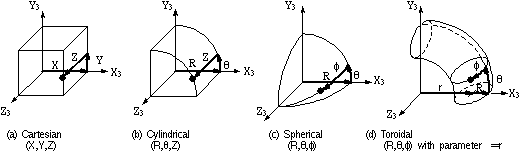 Y3 Y3 Y3 Y3
X Z Y X3 R Z θ X3 R ϕ θ X3 ϕ θ r R X3
Z3 Z3 Z3 Z3
(a) Cartesian (b) Cylindrical (c) Spherical (d) Toroidal
(X,Y,Z) (R,θ,Z) (R,θ,ϕ) (R,θ,ϕ) with parameter =r